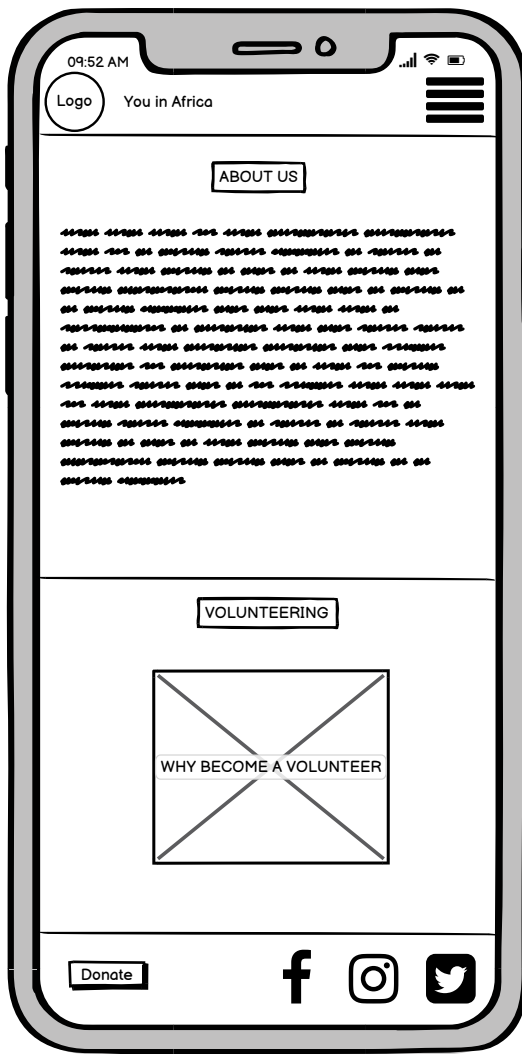 09:52 AM
Logo
You in Africa
ABOUT US
VOLUNTEERING
WHY BECOME A VOLUNTEER
Donate